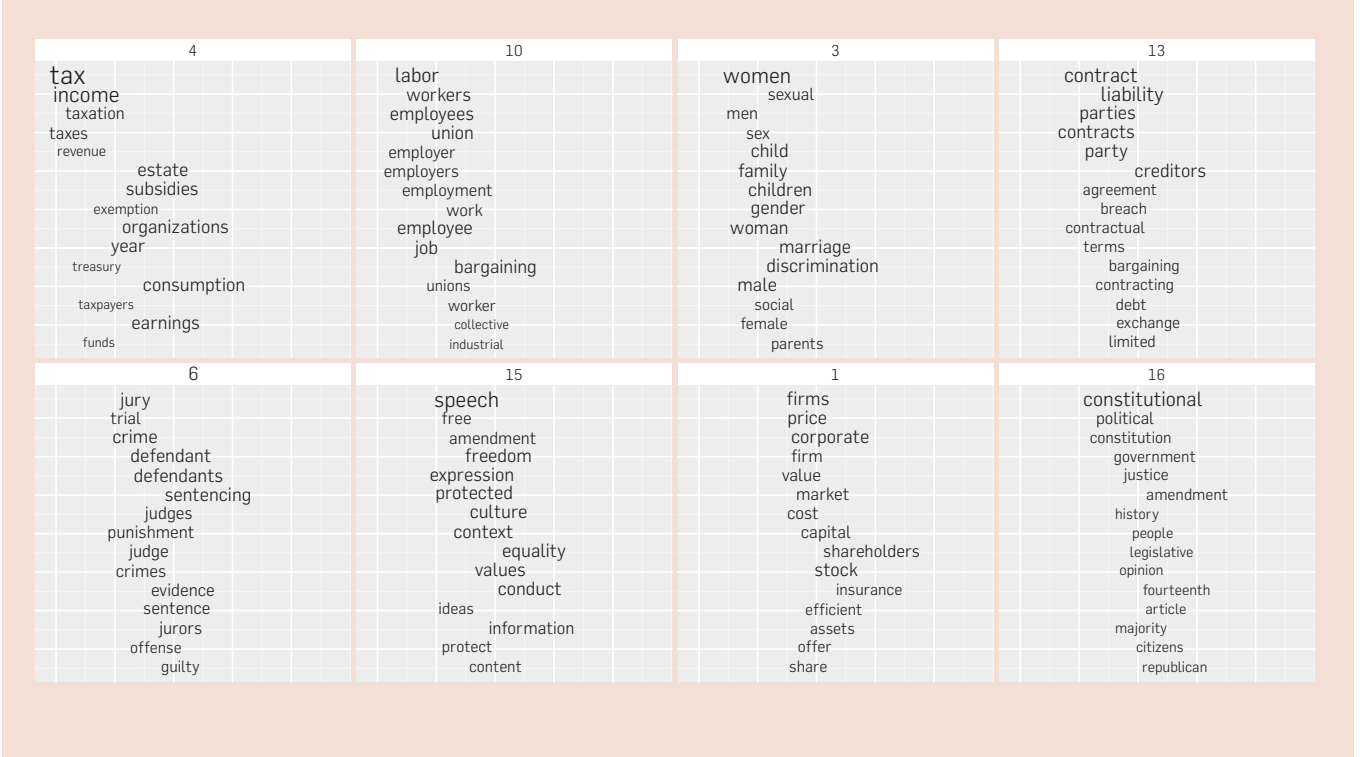 4
tax
income
taxation
taxes
revenue
estate
subsidies
exemption
organizations
year
treasury
consumption
taxpayers
earnings
funds
10
labor
workers
employees
union
employer
employers
employment
work
employee
job
bargaining
unions
worker
collective
industrial
3
women
sexual
men
sex
child
family
children
gender
woman
marriage
discrimination
male
social
female
parents
13
contract
liability
parties
contracts
party
creditors
agreement
breach
contractual
terms
bargaining
contracting
debt
exchange
limited
6
jury
trial
crime
defendant
defendants
sentencing
judges
punishment
judge
crimes
evidence
sentence
jurors
offense
guilty
15
speech
free
amendment
freedom
expression
protected
culture
context
equality
values
conduct
ideas
information
protect
content
1
firms
price
corporate
firm
value
market
cost
capital
shareholders
stock
insurance
efficient
assets
offer
share
16
constitutional
political
constitution
government
justice
amendment
history
people
legislative
opinion
fourteenth
article
majority
citizens
republican